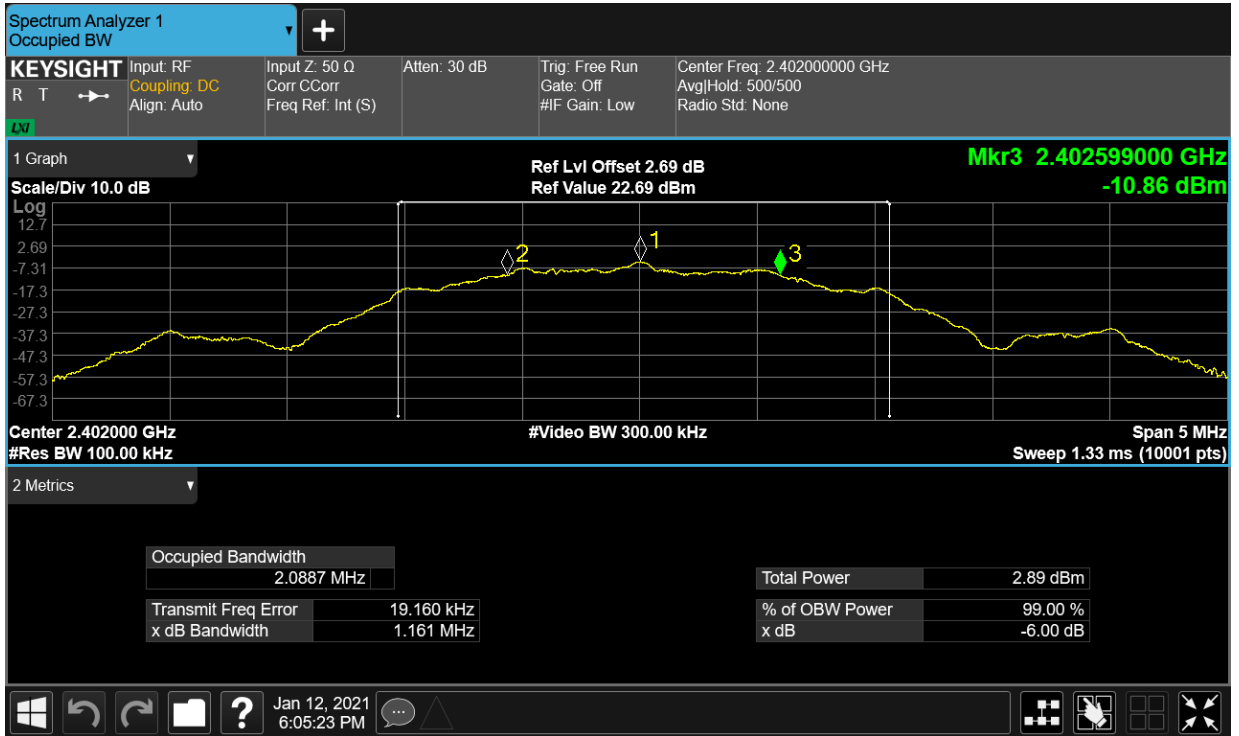 Spectrum Analyzer 1
Occupied BW
KEYSIGHT
R T
LXI
Input: RF
Coupling: DC
Align: Auto
Input Z: 50 Ω
Corr CCorr
Freq Ref: Int (S)
Atten: 30 dB
Trig: Free Run
Gate: Off
#IF Gain: Low
Center Freq: 2.402000000 GHz
Avg|Hold: 500/500
Radio Std: None
1 Graph
Scale/Div 10.0 dB
Ref Lvl Offset 2.69 dB
Ref Value 22.69 dBm
Mkr3 2.402599000 GHz
-10.86 dBm
Log
12.7
2.69
-7.31
-17.3
-27.3
-37.3
-47.3
-57.3
-67.3
2
1
3
Center 2.402000 GHz
#Video BW 300.00 kHz
Span 5 MHz
#Res BW 100.00 kHz
Sweep 1.33 ms (10001 pts)
2 Metrics
Occupied Bandwidth
2.0887 MHz
Transmit Freq Error 19.160 kHz
x dB Bandwidth 1.161 MHz
Total Power 2.89 dBm
% of OBW Power 99.00 %
x dB -6.00 dB
?
Jan 12, 2021
6:05:23 PM